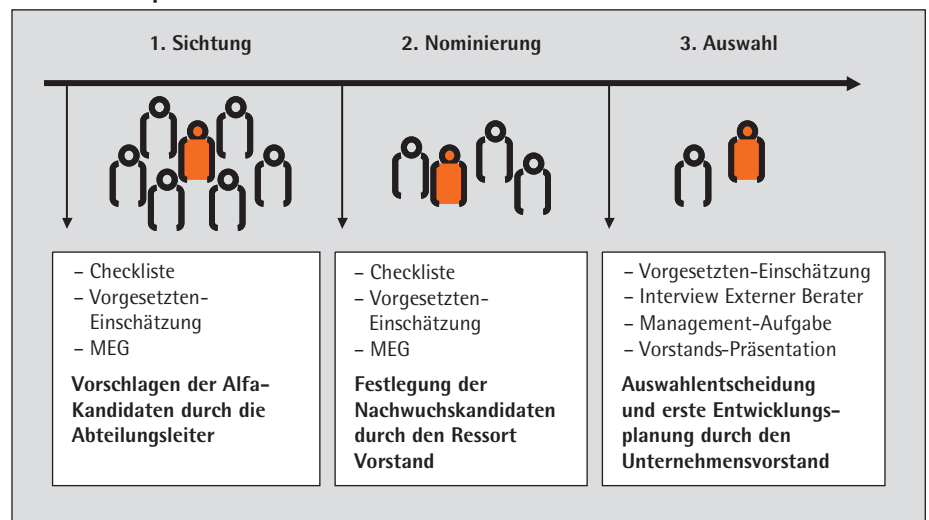 1. Sichtung
2. Nominierung
3. Auswahl
– Checkliste
– Vorgesetzten-
Einschätzung
– MEG
Vorschlagen der Alfa-
Kandidaten durch die
Abteilungsleiter
– Checkliste
– Vorgesetzten-
Einschätzung
– MEG
Festlegung der
Nachwuchskandidaten
durch den Ressort
Vorstand
– Vorgesetzten-Einschätzung
– Interview Externer Berater
– Management-Aufgabe
– Vorstands-Präsentation
Auswahlentscheidung
und erste Entwicklungs-
planung durch den
Unternehmensvorstand